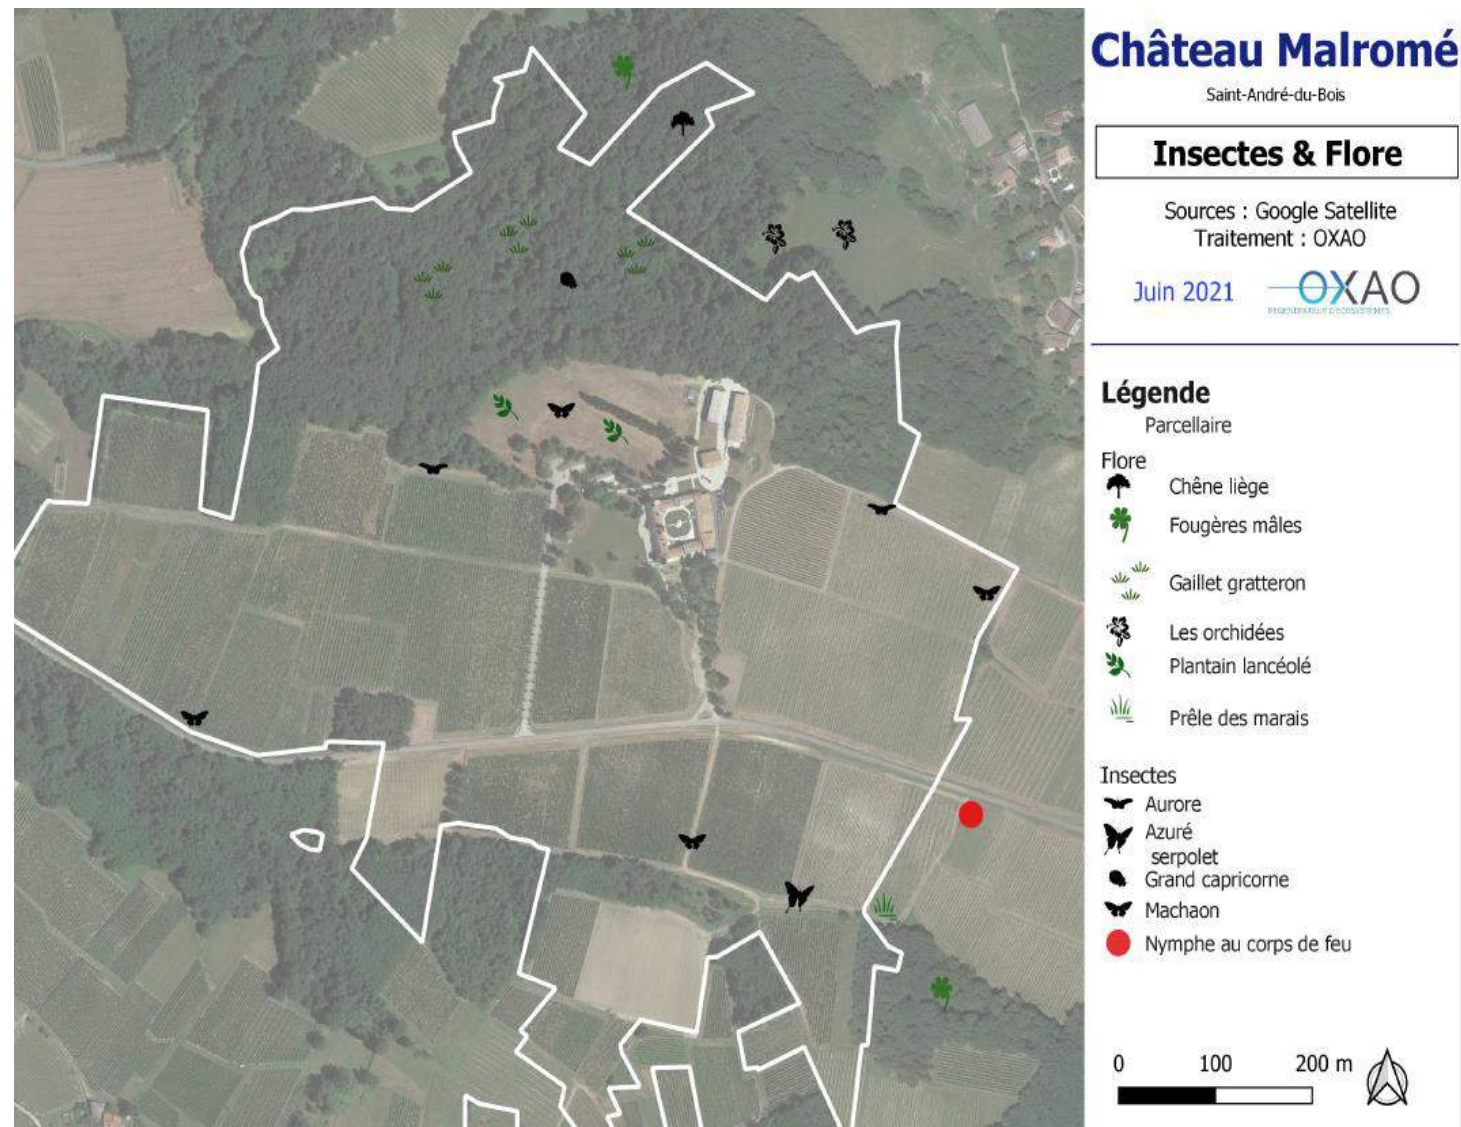 Château Malromé
Saint-André-du-Bois
Insectes & Flore
Sources : Google Satellite
Traitement : OXAO
Juin 2021
OXAO
REGENERATEUR D'ECOSYSTEMES
Légende
Parcellaire
Flore
Chêne liège
Fougères mâles
Gaillet gratteron
Les orchidées
Plantain lancéolé
Prêle des marais
Insectes
Aurore
Azuré
serpolet
Grand capricorne
Machaon
Nymphe au corps de feu
0 100 200 m